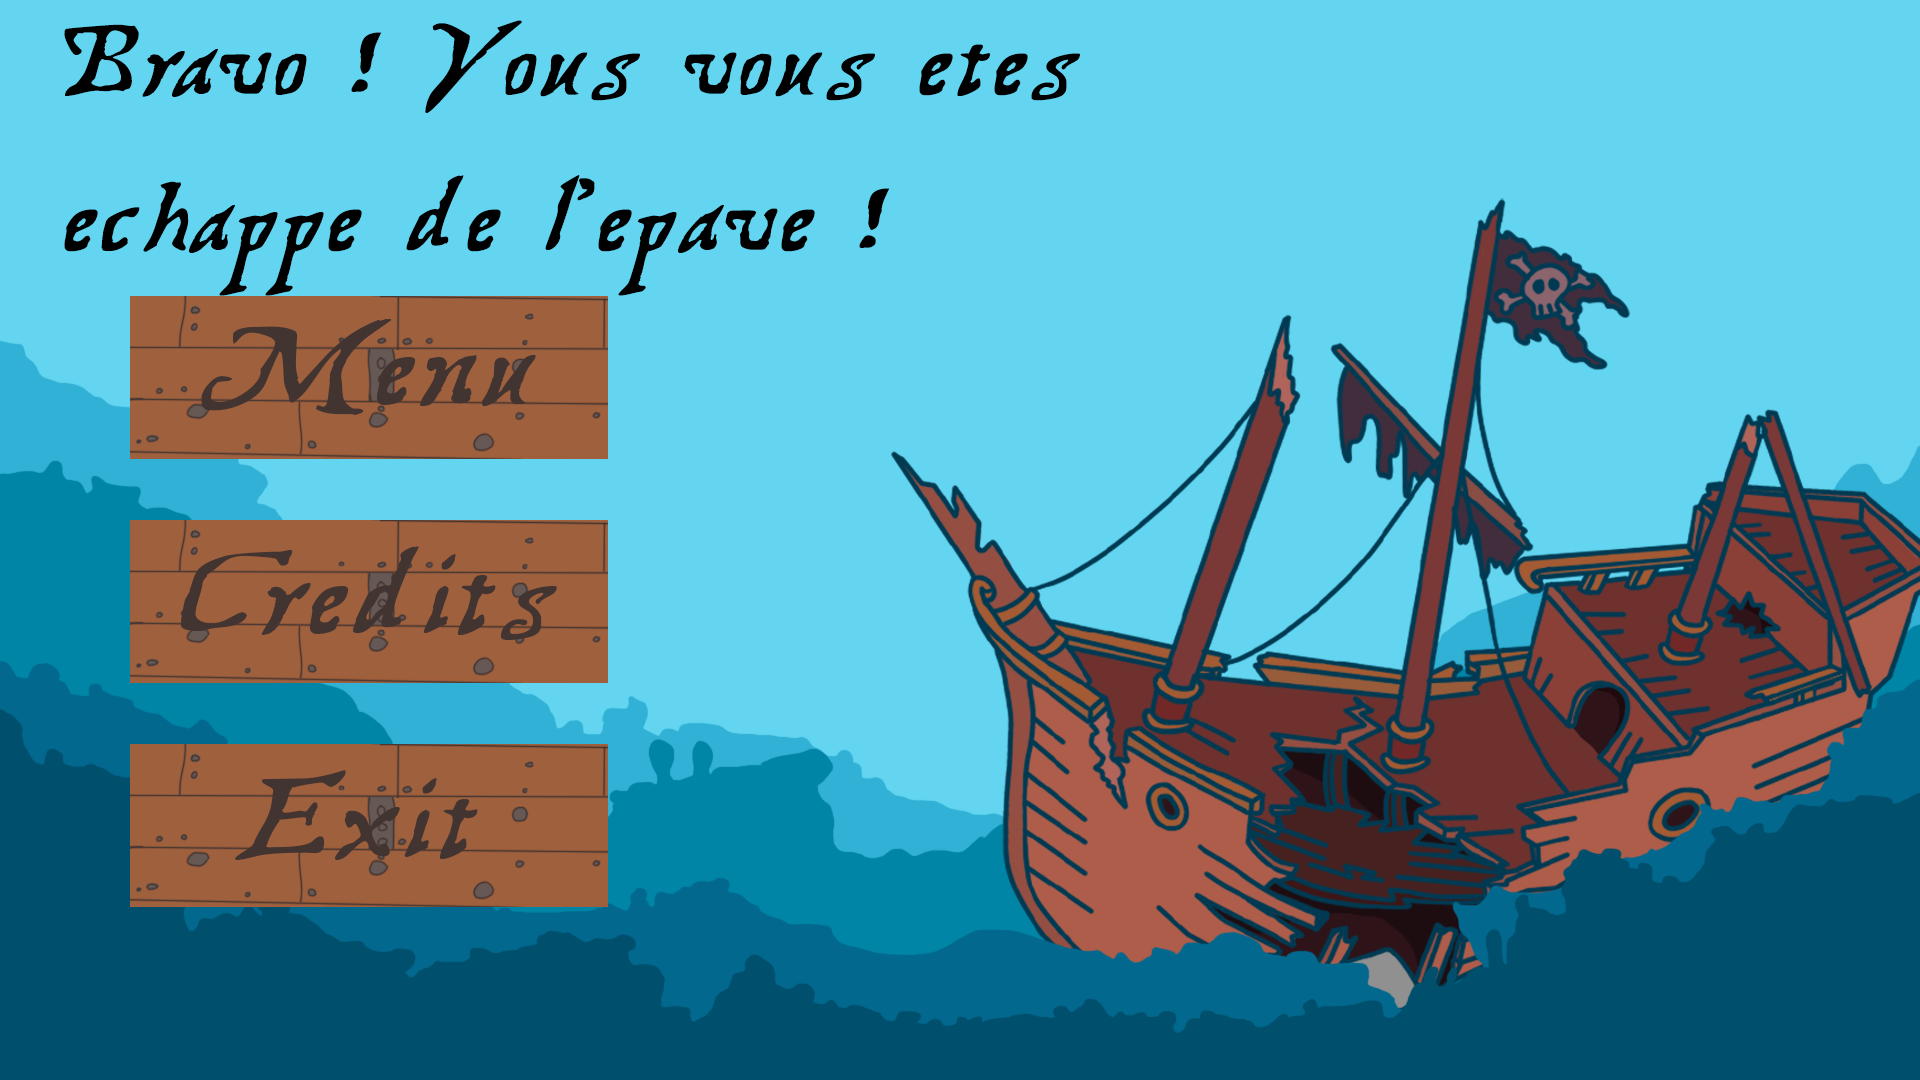 Bravo ! Vous vous etes
echappe de l'epave !
Menu
Credits
Exit